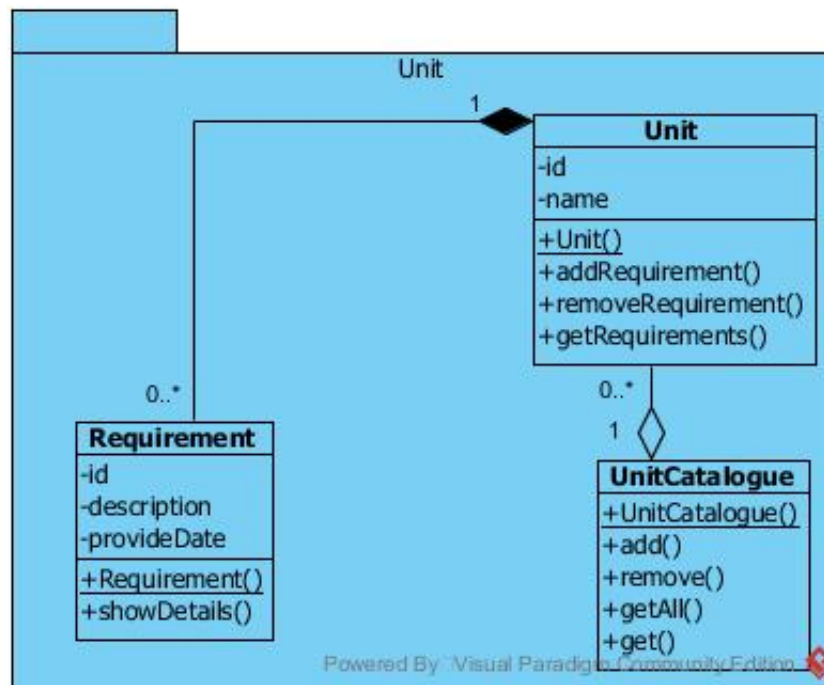 Unit
1
Unit
-id
-name
+Unit()
+addRequirement()
+removeRequirement()
+getRequirements()
0..*
0..*
1
Requirement
-id
-description
-provideDate
+Requirement()
+showDetails()
UnitCatalogue
+UnitCatalogue()
+add()
+remove()
+getAll()
+get()
Powered By Visual Paradigm Community Edition